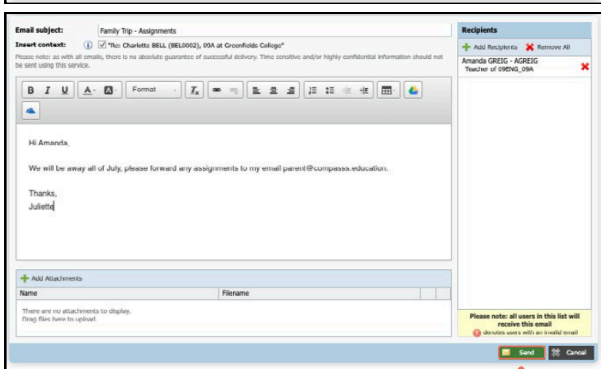 Email subject: Family Trip - Assignments
Insert context: "Re: Charlotte BELL (BEL0002), 09A at Greenfields College"
Please note: as with all emails, there is no absolute guarantee of successful delivery. Time sensitive and/or highly confidential information should not
be sent using this service.
B I U A A Format Tx
Hi Amanda,
We will be away all of July, please forward any assignments to my email parent@compasss.education.
Thanks,
Juliette
Add Attachments
Name Filename
There are no attachments to display.
Drag files here to upload.
Recipients
Add Recipients Remove All
Amanda GREIG - AGREIG
Teacher of 09ENG_09A
Please note: all users in this list will
receive this email
denotes users with an invalid email
Send Cancel